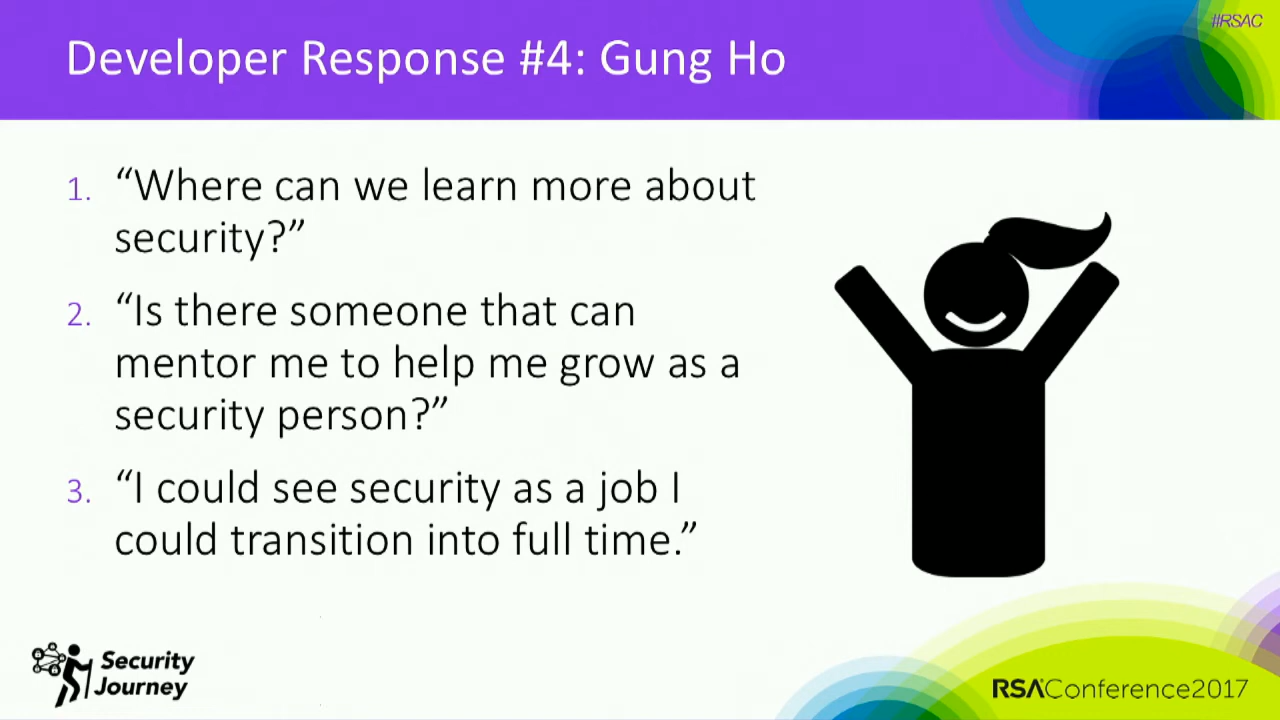 #RSAC
Developer Response #4: Gung Ho
1. “Where can we learn more about
security?”
2. “Is there someone that can
mentor me to help me grow as a
security person?”
3. “I could see security as a job I
could transition into full time.”
Security
Journey
RSAConference2017